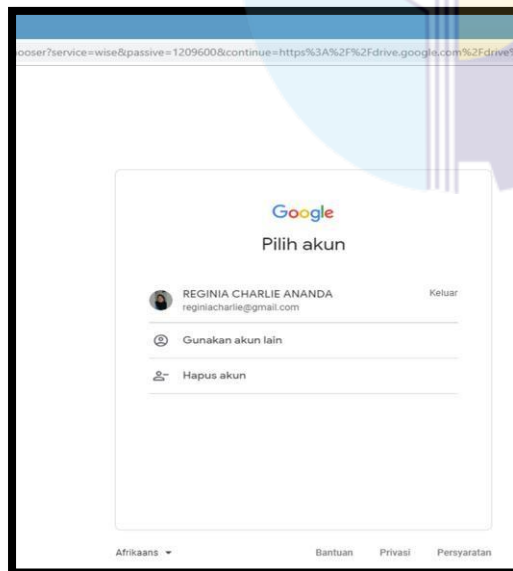 ooser?service=wise&passive=1209600&continue=https%3A%2F%2Fdrive.google.com%2Fdrive%
Google
Pilih akun
REGINIA CHARLIE ANANDA
Keluar
reginiacharlie@gmail.com
Gunakan akun lain
Hapus akun
Afrikaans
Bantuan
Privasi
Persyaratan